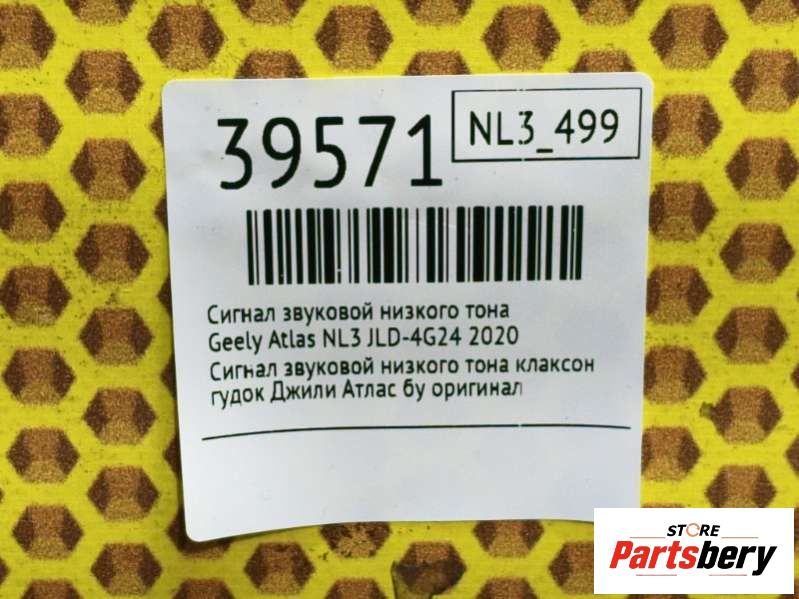 39571
NL3_499
Сигнал звуковой низкого тона
Geely Atlas NL3 JLD-4G24 2020
Сигнал звуковой низкого тона клаксон
гудок Джили Атлас бу оригинал
STORE
Partsbery